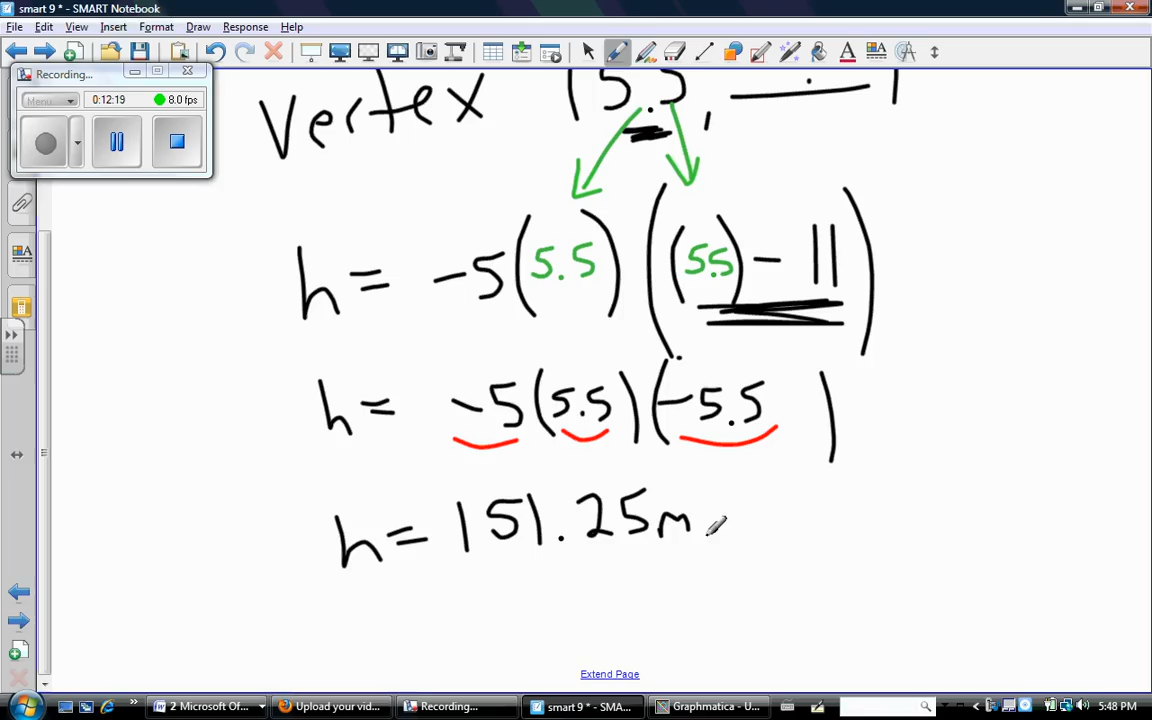 smart 9 * - SMART Notebook
File Edit View Insert Format Draw Response Help
Recording...
Menu
0:12:19 8.0 fps
Vertex (5.5,
h = -5(5.5)((5.5) - 11)
h = -5(5.5)(-5.5 )
h = 151.25m
Extend Page
2 Microsoft Of... Upload your vid... Recording... smart 9 * - SMA... Graphmatica - U... 5:48 PM